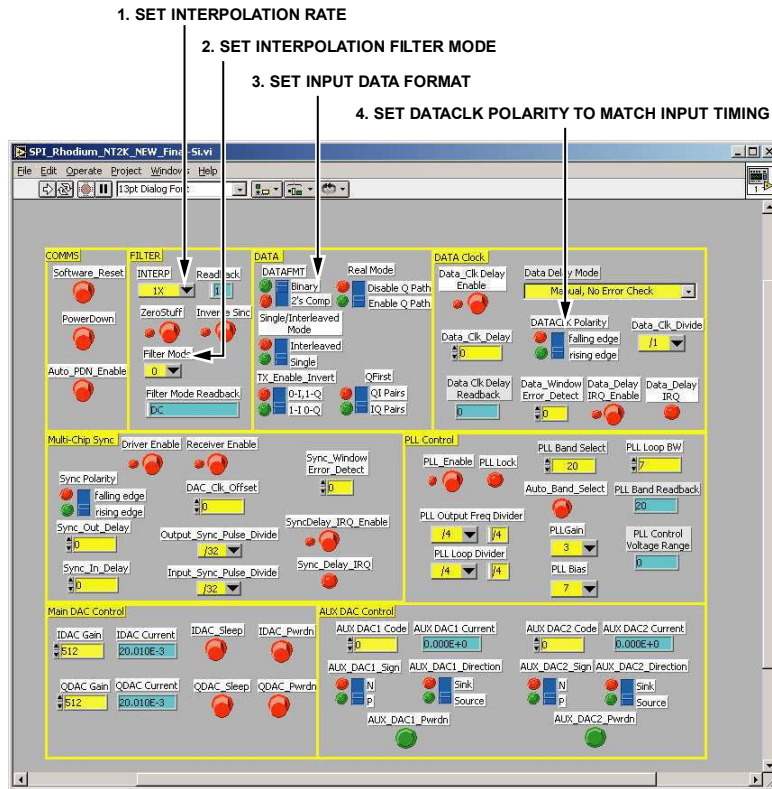 1. SET INTERPOLATION RATE
2. SET INTERPOLATION FILTER MODE
3. SET INPUT DATA FORMAT
4. SET DATACLK POLARITY TO MATCH INPUT TIMING
SPI_Rhodium_NT2K_NEW_Final-Si.vi
File Edit Operate Project Windows Help
13pt Dialog Font
1
COMMS
Software_Reset
PowerDown
Auto_PDN_Enable
FILTER
INTERP Readback
1X 1
ZeroStuff Inverse Sinc
Filter Mode
0
Filter Mode Readback
DC
DATA
DATAFMT Real Mode
Binary Disable Q Path
2's Comp Enable Q Path
Single/Interleaved
Mode
Interleaved
Single
TX_Enable_Invert QFirst
0-I,1-Q QI Pairs
1-I 0-Q IQ Pairs
DATA Clock
Data_Clk Delay
Enable
Data Delay Mode
Manual, No Error Check
Data_Clk_Delay
0
DATACLK Polarity
falling edge
rising edge
Data_Clk_Divide
/1
Data Clk Delay
Readback
0
Data_Window
Error_Detect
0
Data_Delay
IRQ_Enable
Data_Delay
IRQ
Multi-Chip Sync
Driver Enable Receiver Enable
Sync Polarity
falling edge
rising edge
DAC_Clk_Offset
0
Sync_Window
Error_Detect
0
Sync_Out_Delay
0
Output_Sync_Pulse_Divide
/32
SyncDelay_IRQ_Enable
Sync_In_Delay
0
Input_Sync_Pulse_Divide
/32
Sync_Delay_IRQ
PLL Control
PLL_Enable PLL Lock
PLL Band Select
20
PLL Loop BW
7
Auto_Band_Select
PLL Band Readback
20
PLL Output Freq Divider
/4 /4
PLL Loop Divider
/4 /4
PLLGain
3
PLL Bias
7
PLL Control
Voltage Range
0
Main DAC Control
IDAC Gain IDAC Current IDAC_Sleep IDAC_Pwrdn
512 20.010E-3
QDAC Gain QDAC Current QDAC_Sleep QDAC_Pwrdn
512 20.010E-3
AUX DAC Control
AUX DAC1 Code AUX DAC1 Current
0 0.000E+0
AUX_DAC1_Sign AUX_DAC1_Direction
N Sink
P Source
AUX_DAC1_Pwrdn
AUX DAC2 Code AUX DAC2 Current
0 0.000E+0
AUX_DAC2_Sign AUX_DAC2_Direction
N Sink
P Source
AUX_DAC2_Pwrdn